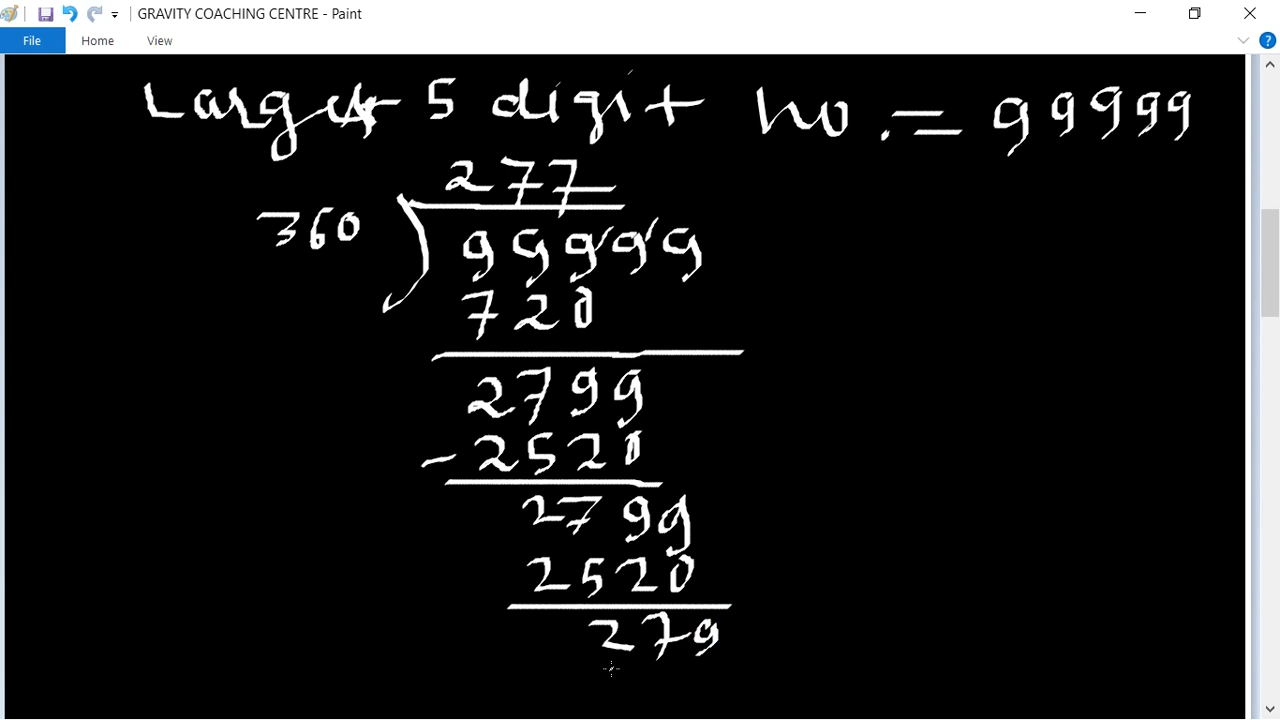 GRAVITY COACHING CENTRE - Paint
File Home View
Largest 5 digit no. = 99999
277
360 ) 99999
720
2799
- 2520
2799
2520
279